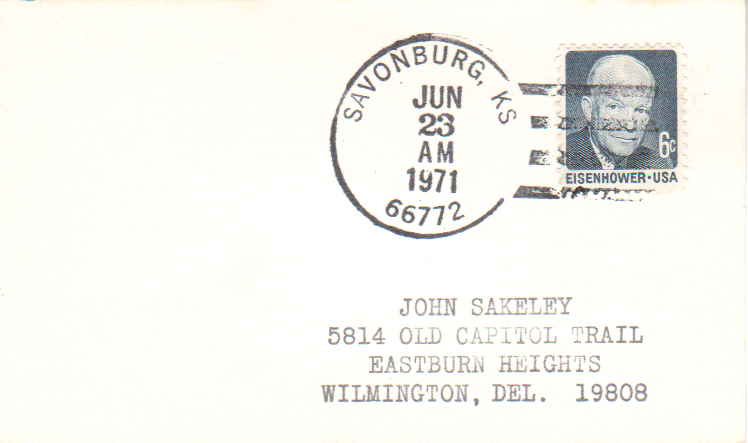 SAVONBURG, KS
JUN
23
AM
1971
66772
6c
EISENHOWER·USA
JOHN SAKELEY
5814 OLD CAPITOL TRAIL
EASTBURN HEIGHTS
WILMINGTON, DEL. 19808